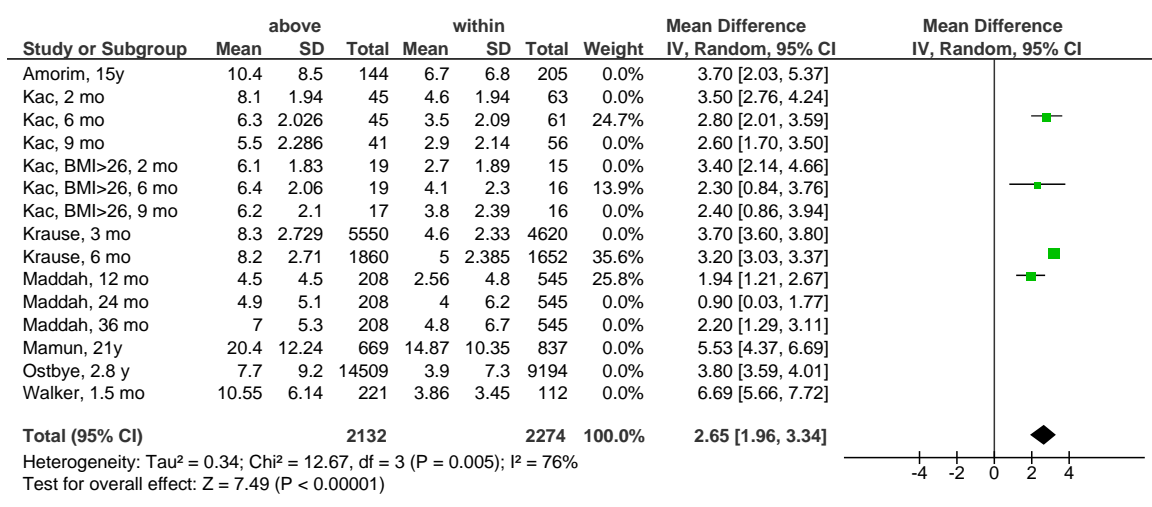 above within Mean Difference Mean Difference
Study or Subgroup Mean SD Total Mean SD Total Weight IV, Random, 95% CI IV, Random, 95% CI
Amorim, 15y 10.4 8.5 144 6.7 6.8 205 0.0% 3.70 [2.03, 5.37]
Kac, 2 mo 8.1 1.94 45 4.6 1.94 63 0.0% 3.50 [2.76, 4.24]
Kac, 6 mo 6.3 2.026 45 3.5 2.09 61 24.7% 2.80 [2.01, 3.59]
Kac, 9 mo 5.5 2.286 41 2.9 2.14 56 0.0% 2.60 [1.70, 3.50]
Kac, BMI>26, 2 mo 6.1 1.83 19 2.7 1.89 15 0.0% 3.40 [2.14, 4.66]
Kac, BMI>26, 6 mo 6.4 2.06 19 4.1 2.3 16 13.9% 2.30 [0.84, 3.76]
Kac, BMI>26, 9 mo 6.2 2.1 17 3.8 2.39 16 0.0% 2.40 [0.86, 3.94]
Krause, 3 mo 8.3 2.729 5550 4.6 2.33 4620 0.0% 3.70 [3.60, 3.80]
Krause, 6 mo 8.2 2.71 1860 5 2.385 1652 35.6% 3.20 [3.03, 3.37]
Maddah, 12 mo 4.5 4.5 208 2.56 4.8 545 25.8% 1.94 [1.21, 2.67]
Maddah, 24 mo 4.9 5.1 208 4 6.2 545 0.0% 0.90 [0.03, 1.77]
Maddah, 36 mo 7 5.3 208 4.8 6.7 545 0.0% 2.20 [1.29, 3.11]
Mamun, 21y 20.4 12.24 669 14.87 10.35 837 0.0% 5.53 [4.37, 6.69]
Ostbye, 2.8 y 7.7 9.2 14509 3.9 7.3 9194 0.0% 3.80 [3.59, 4.01]
Walker, 1.5 mo 10.55 6.14 221 3.86 3.45 112 0.0% 6.69 [5.66, 7.72]
Total (95% CI) 2132 2274 100.0% 2.65 [1.96, 3.34]
Heterogeneity: Tau² = 0.34; Chi² = 12.67, df = 3 (P = 0.005); I² = 76%
Test for overall effect: Z = 7.49 (P < 0.00001)
-4 -2 0 2 4